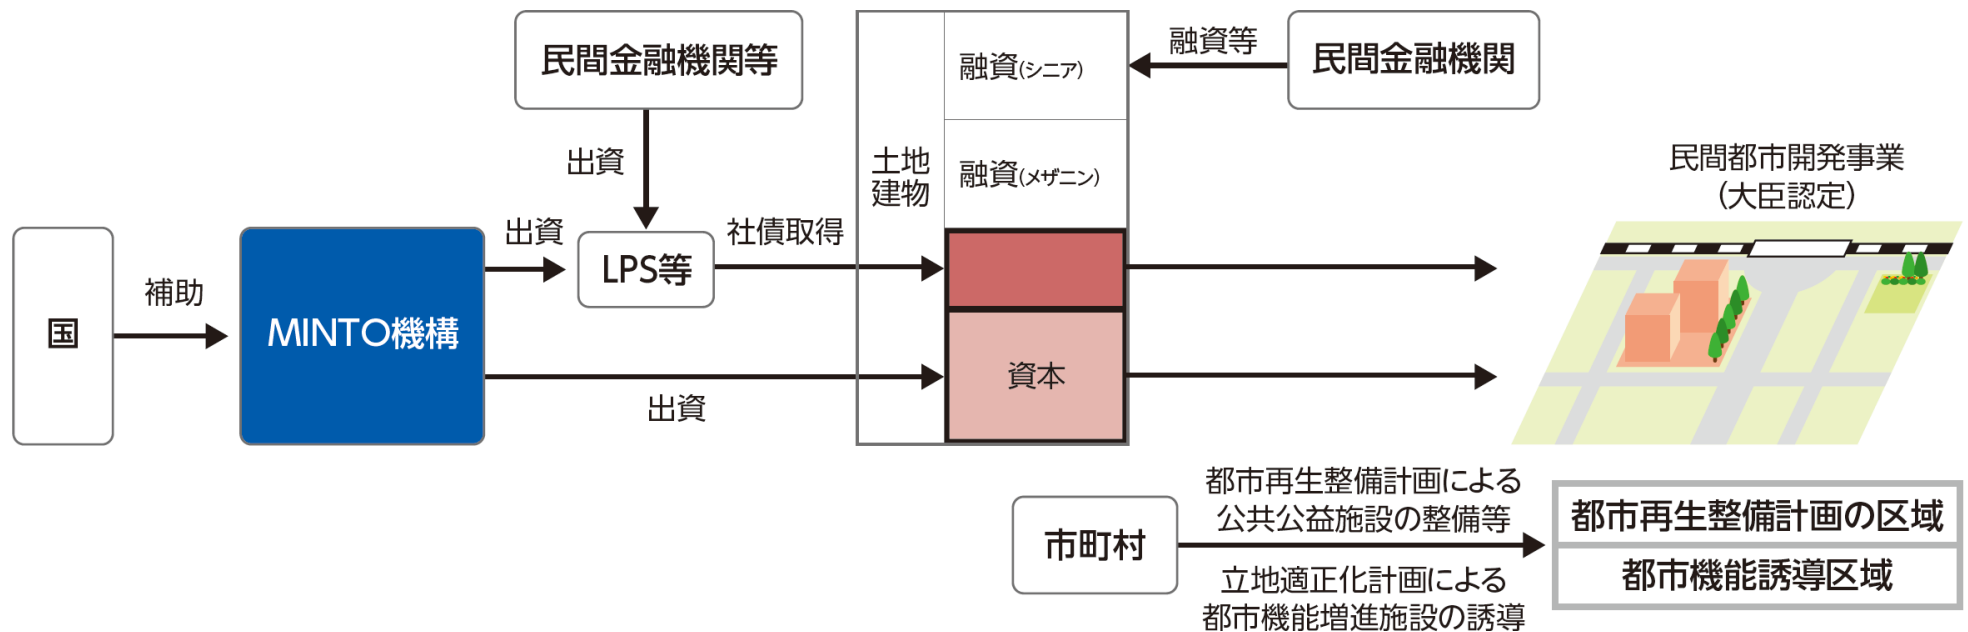 民間金融機関等
出資
国
補助
MINTO機構
出資
LPS等
社債取得
出資
土地
建物
融資(シニア)
融資(メザニン)
資本
融資等
民間金融機関
民間都市開発事業
(大臣認定)
市町村
都市再生整備計画による
公共公益施設の整備等
立地適正化計画による
都市機能増進施設の誘導
都市再生整備計画の区域
都市機能誘導区域